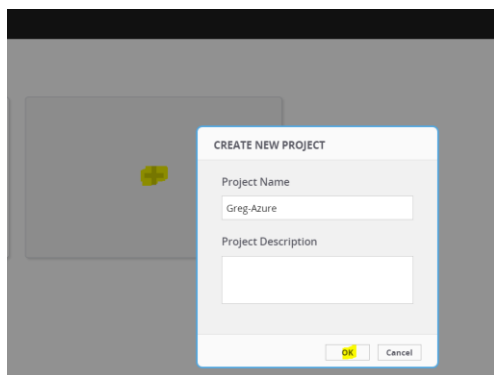 CREATE NEW PROJECT
Project Name
Greg-Azure
Project Description
OK Cancel